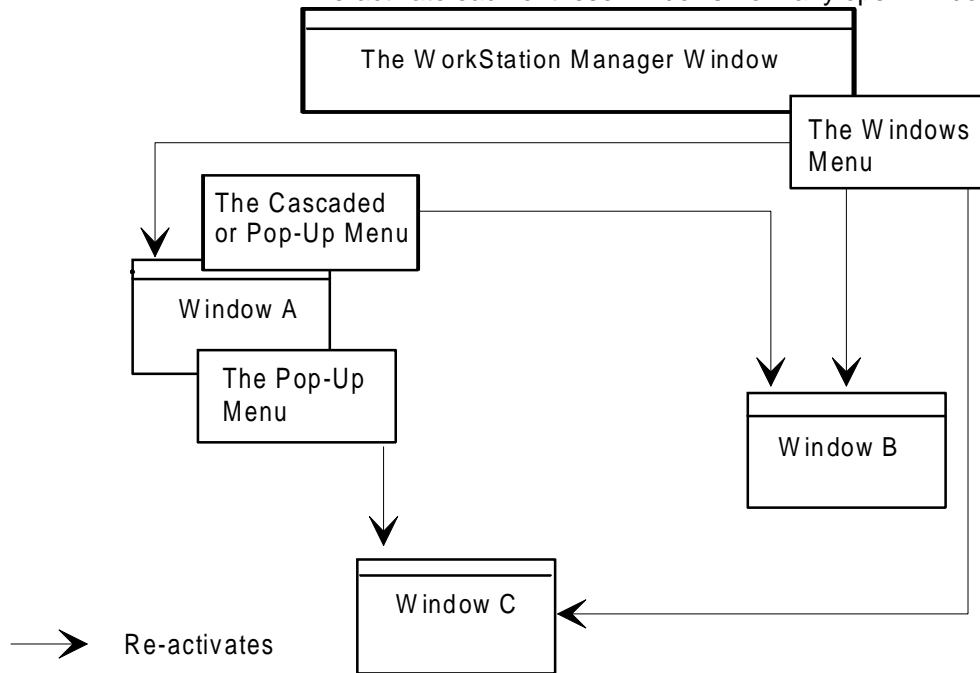 The WorkStation Manager Window
The Windows
Menu
The Cascaded
or Pop-Up Menu
Window A
The Pop-Up
Menu
Window B
Window C
Re-activates